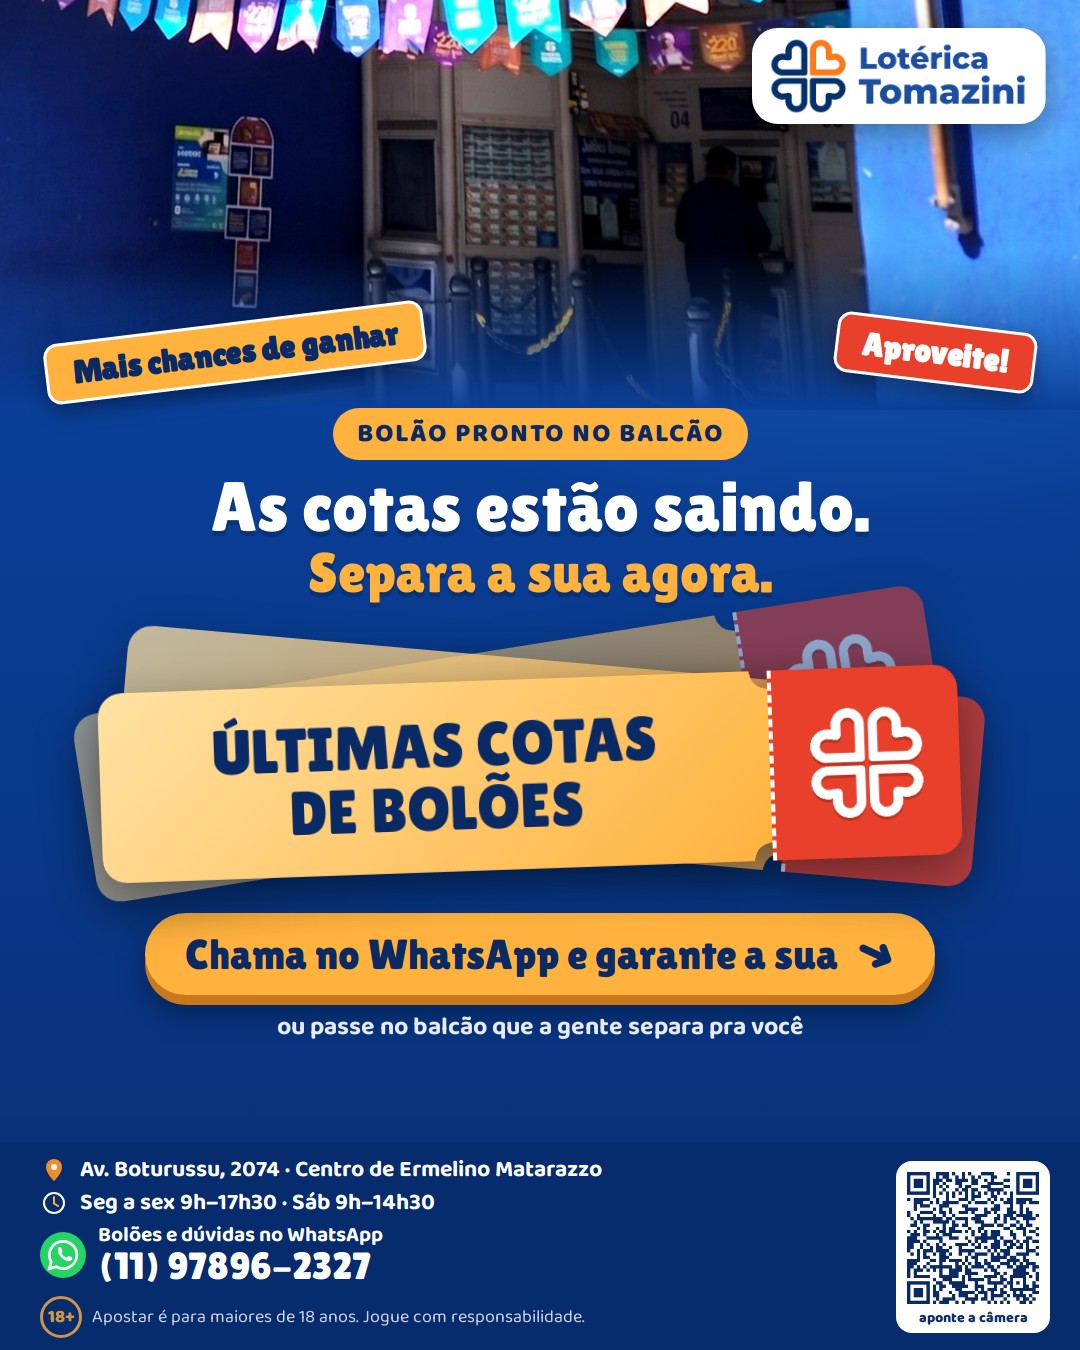 Lotérica
Tomazini
04
Mais chances de ganhar
Aproveite!
BOLÃO PRONTO NO BALCÃO
As cotas estão saindo.
Separa a sua agora.
ÚLTIMAS COTAS
DE BOLÕES
Chama no WhatsApp e garante a sua
ou passe no balcão que a gente separa pra você
Av. Boturussu, 2074 · Centro de Ermelino Matarazzo
Seg a sex 9h–17h30 · Sáb 9h–14h30
Bolões e dúvidas no WhatsApp
(11) 97896–2327
18+ Apostar é para maiores de 18 anos. Jogue com responsabilidade.
aponte a câmera